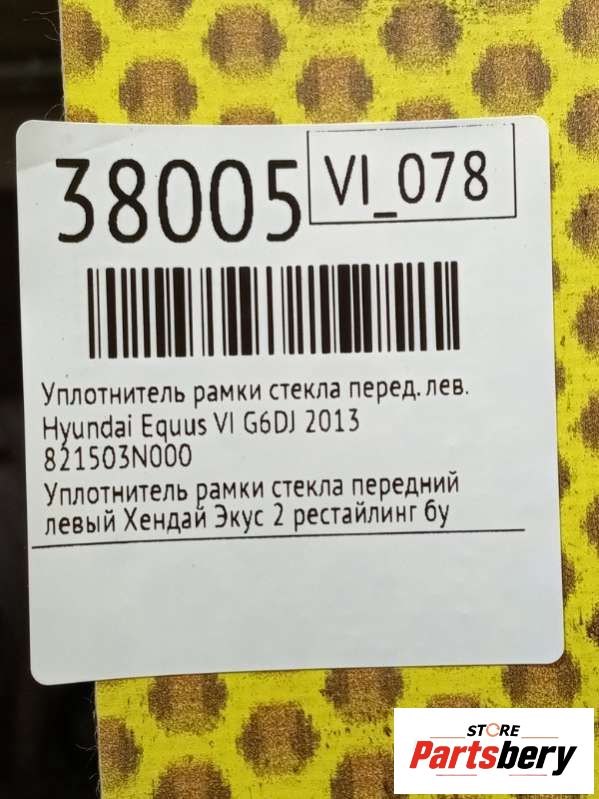 38005
VI_078
Уплотнитель рамки стекла перед. лев.
Hyundai Equus VI G6DJ 2013
821503N000
Уплотнитель рамки стекла передний
левый Хендай Экус 2 рестайлинг бу
STORE
Partsbery